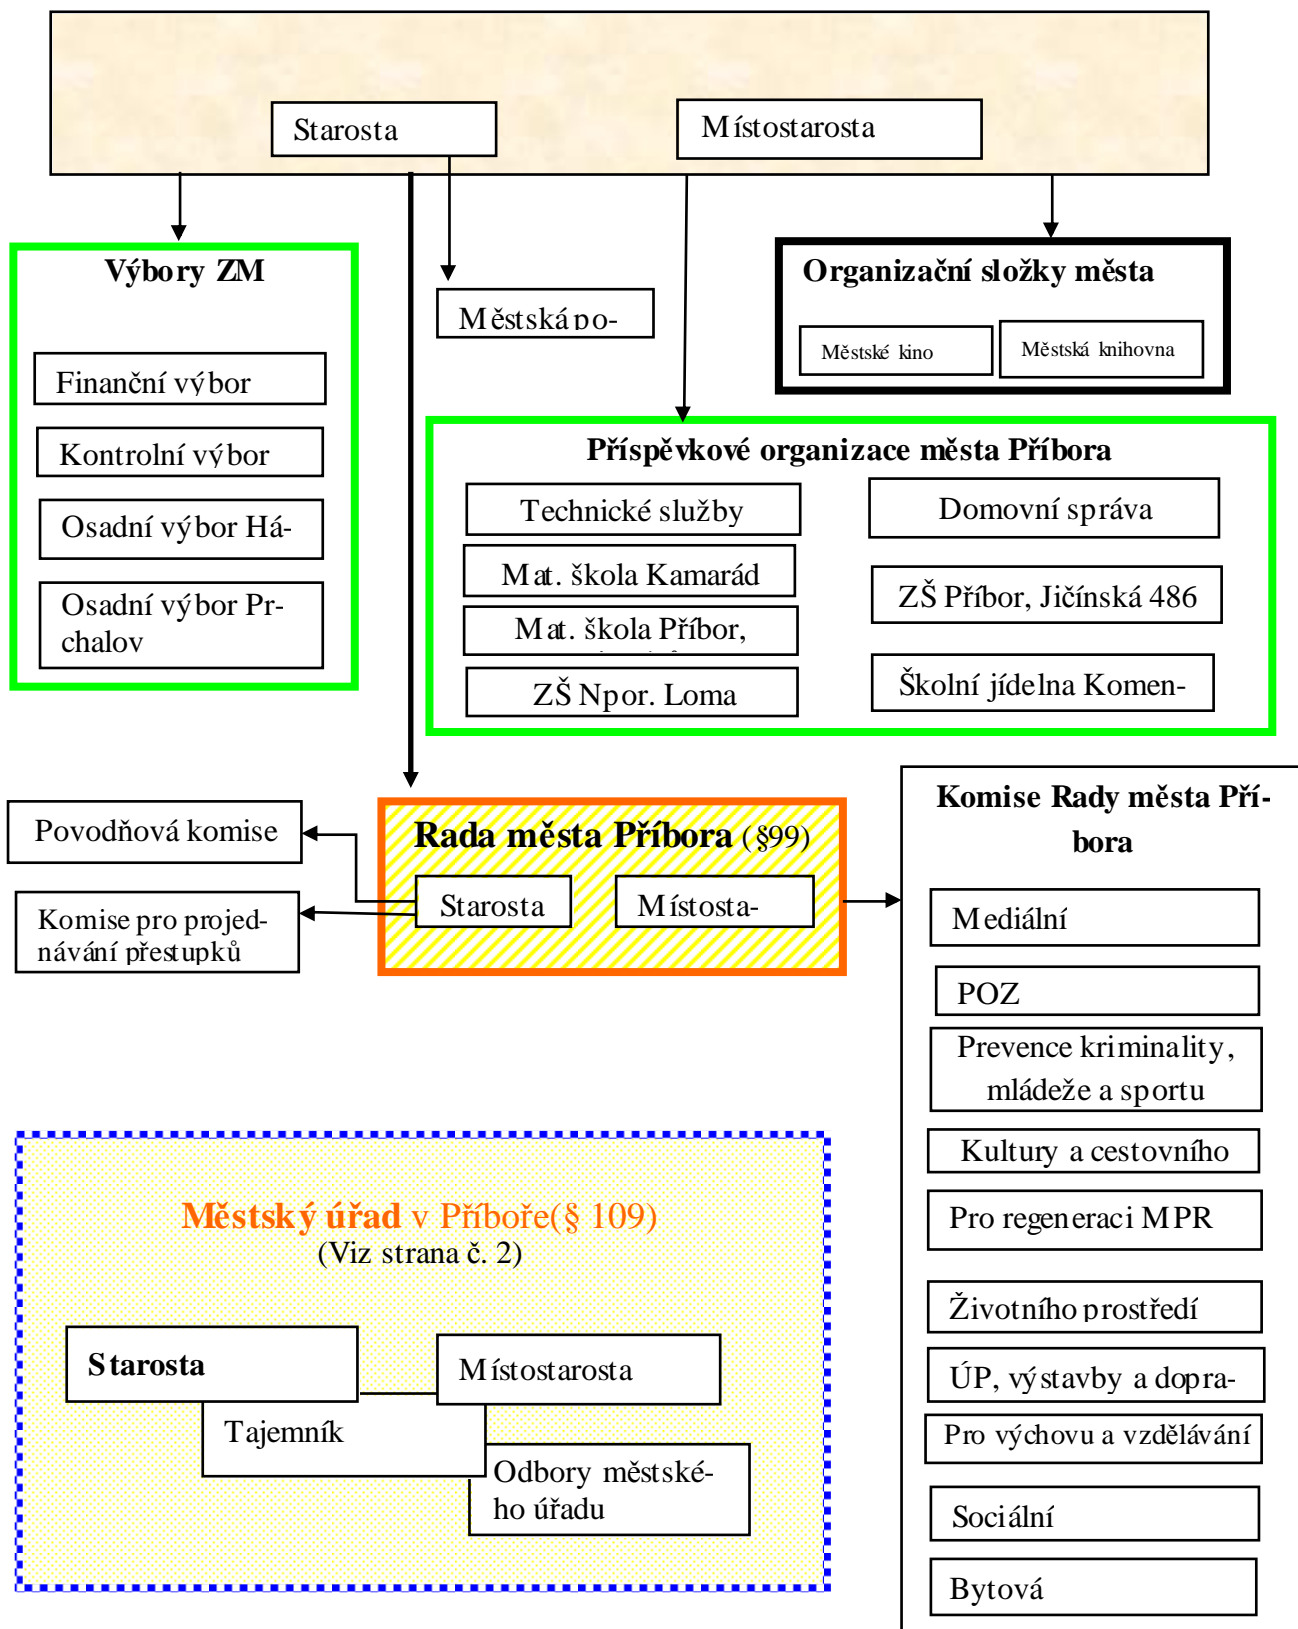 Starosta
Místostarosta
Výbory ZM
Finanční výbor
Kontrolní výbor
Osadní výbor Há-
Osadní výbor Pr-
chalov
Městská po-
Organizační složky města
Městské kino
Městská knihovna
Příspěvkové organizace města Příbora
Technické služby
Mat. škola Kamarád
Mat. škola Příbor,
ZŠ Npor. Loma
Domovní správa
ZŠ Příbor, Jičínská 486
Školní jídelna Komen-
Povodňová komise
Komise pro projed-
návání přestupků
Rada města Příbora (§99)
Starosta
Místosta-
Komise Rady města Pří-
bora
Mediální
POZ
Prevence kriminality,
mládeže a sportu
Kultury a cestovního
Pro regeneraci MPR
Životního prostředí
ÚP, výstavby a dopra-
Pro výchovu a vzdělávání
Sociální
Bytová
Městský úřad v Příboře(§ 109)
(Viz strana č. 2)
Starosta
Místostarosta
Tajemník
Odbory městské-
ho úřadu